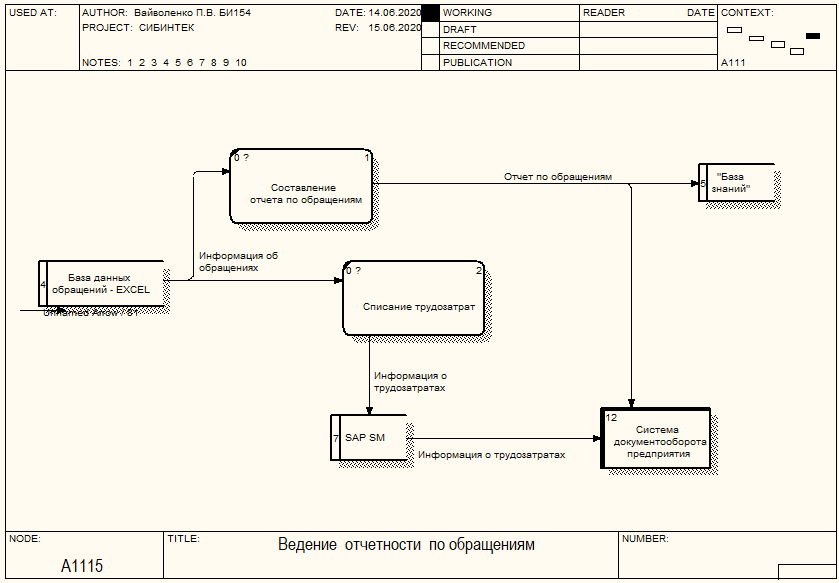 USED AT:
AUTHOR: Вайволенко П.В. БИ154
DATE: 14.06.2020
WORKING
READER
DATE
CONTEXT:
PROJECT: СИБИНТЕК
REV: 15.06.2020
DRAFT
RECOMMENDED
NOTES: 1 2 3 4 5 6 7 8 9 10
PUBLICATION
A111
0 ?
1
Составление
отчета по обращениям
Отчет по обращениям
5
"База
знаний"
Информация об
обращениях
4
База данных
обращений - EXCEL
Unnamed Arrow / 61
0 ?
2
Списание трудозатрат
Информация о
трудозатратах
7
SAP SM
Информация о трудозатратах
12
Система
документооборота
предприятия
NODE:
A1115
TITLE:
Ведение отчетности по обращениям
NUMBER: